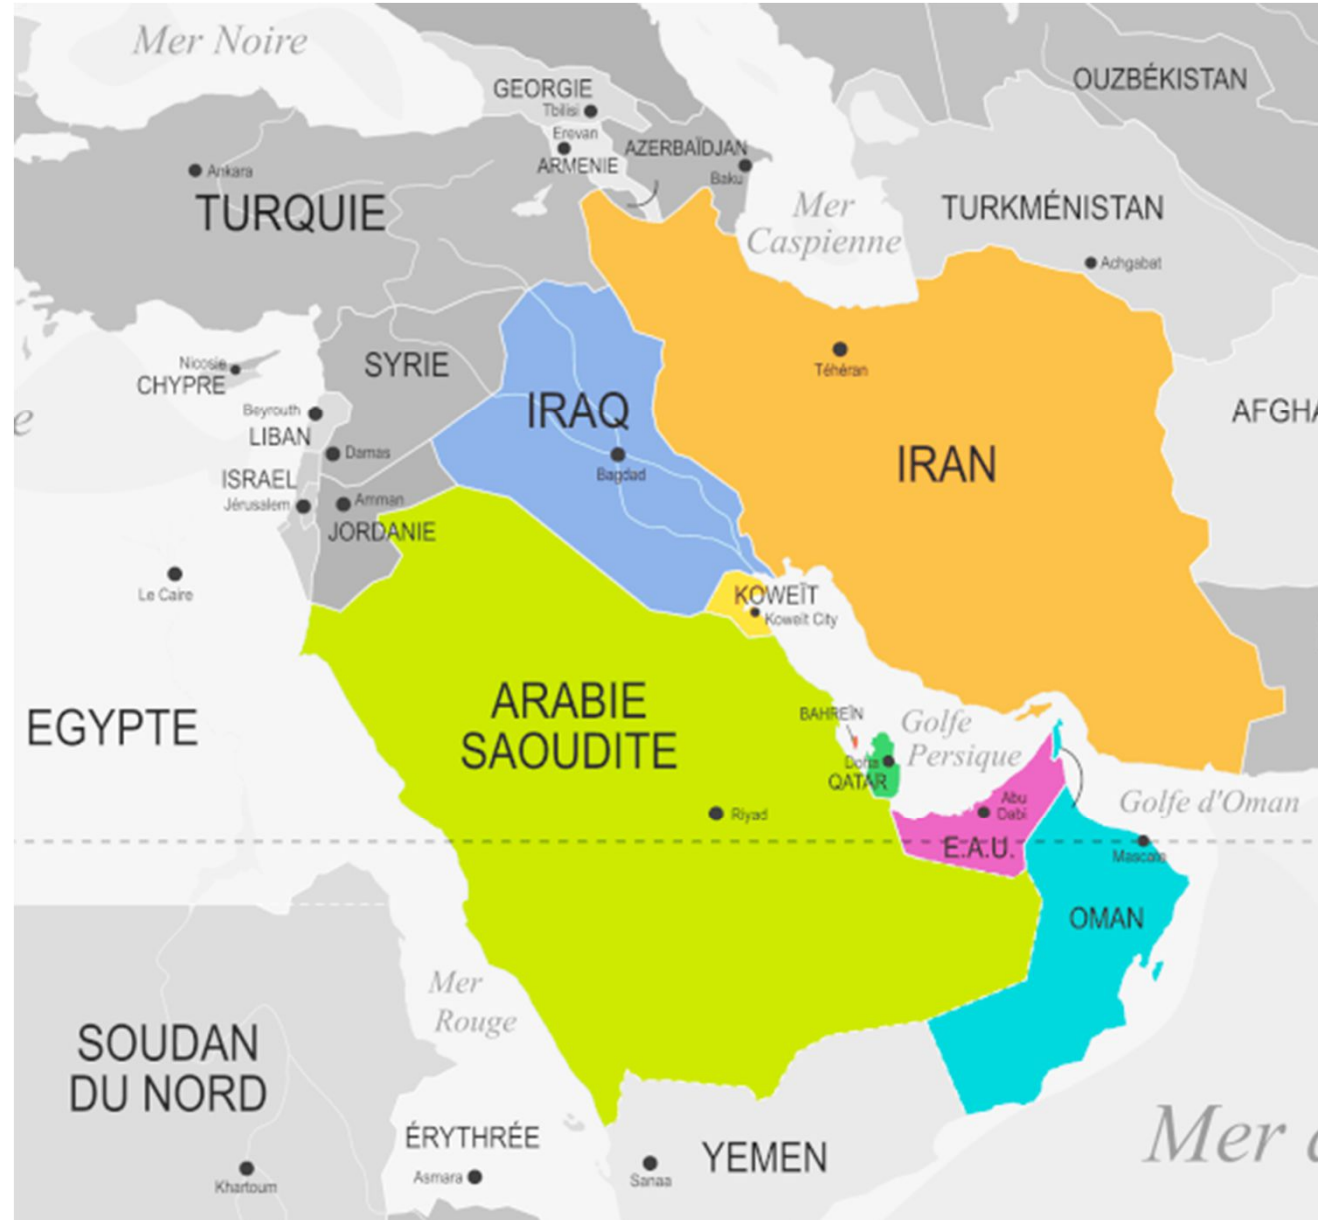 Mer Noire
GEORGIE
Tbilisi
OUZBÉKISTAN
Erevan
ARMENIE
AZERBAÏDJAN
Baku
Ankara
TURQUIE
Mer
Caspienne
TURKMÉNISTAN
Achgabat
Nicosie
CHYPRE
SYRIE
Téhéran
Beyrouth
LIBAN
Damas
IRAQ
Bagdad
IRAN
AFGHA
ISRAEL
Jérusalem
Amman
JORDANIE
Le Caire
KOWEÏT
Koweit City
EGYPTE
ARABIE
SAOUDITE
BAHREÏN
Golfe
Persique
Doha
QATAR
Riyad
Abu
Dabi
E.A.U.
Golfe d'Oman
Mascate
OMAN
Mer
Rouge
SOUDAN
DU NORD
Khartoum
ÉRYTHRÉE
Asmara
YEMEN
Sanaa
Mer